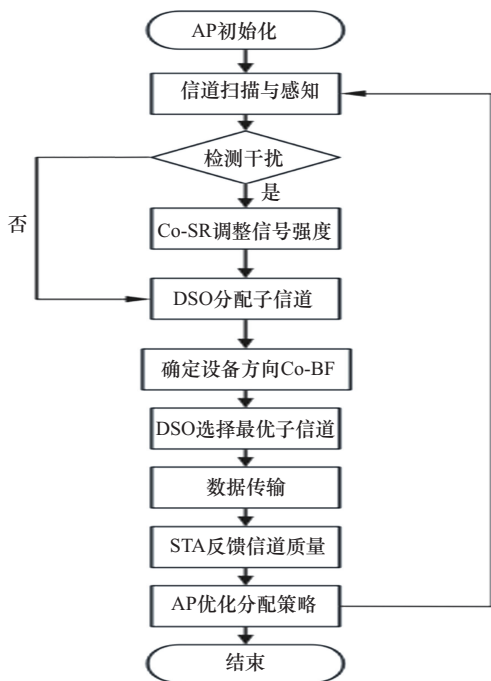 AP初始化
信道扫描与感知
检测干扰
是
否
Co-SR调整信号强度
DSO分配子信道
确定设备方向Co-BF
DSO选择最优子信道
数据传输
STA反馈信道质量
AP优化分配策略
结束